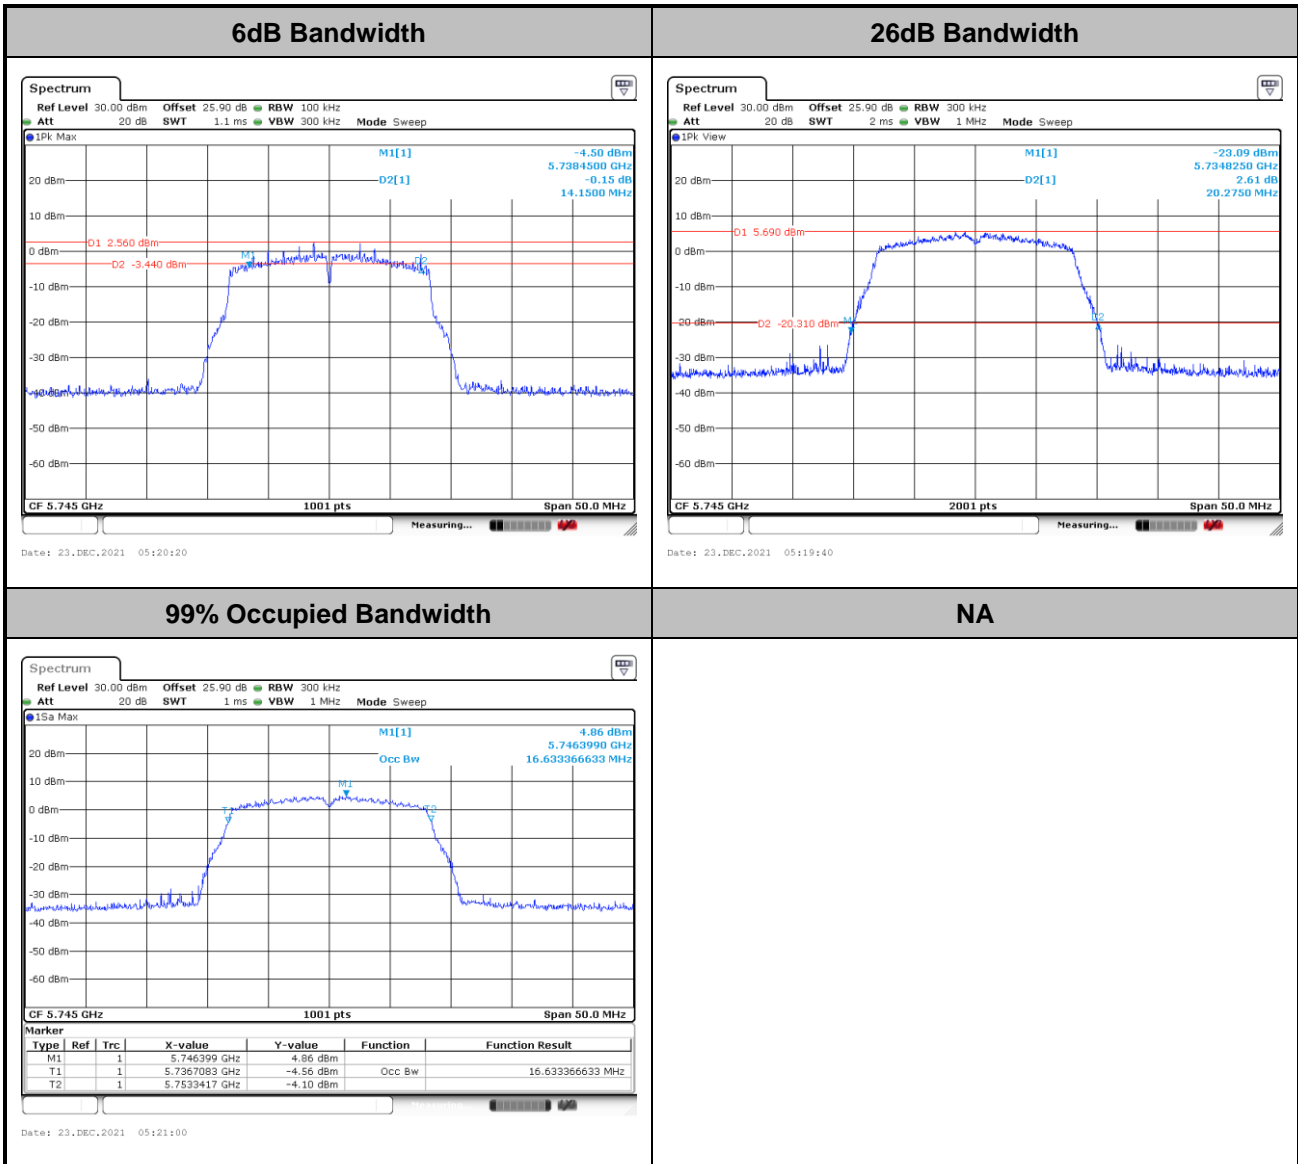 6dB Bandwidth
26dB Bandwidth
Spectrum
Ref Level 30.00 dBm Offset 25.90 dB RBW 100 kHz
Att 20 dB SWT 1.1 ms VBW 300 kHz Mode Sweep
1Pk Max
M1[1] -4.50 dBm
5.7384500 GHz
20 dBm
D2[1] -0.15 dB
14.1500 MHz
10 dBm
D1 2.560 dBm
0 dBm
M1
D2
D2 -3.440 dBm
-10 dBm
-20 dBm
-30 dBm
-40 dBm
-50 dBm
-60 dBm
CF 5.745 GHz 1001 pts Span 50.0 MHz
Measuring...
Date: 23.DEC.2021 05:20:20
Spectrum
Ref Level 30.00 dBm Offset 25.90 dB RBW 300 kHz
Att 20 dB SWT 2 ms VBW 1 MHz Mode Sweep
1Pk View
M1[1] -23.09 dBm
5.7348250 GHz
20 dBm
D2[1] 2.61 dB
20.2750 MHz
10 dBm
D1 5.690 dBm
0 dBm
-10 dBm
-20 dBm
D2 -20.310 dBm
D2
-30 dBm
-40 dBm
-50 dBm
-60 dBm
CF 5.745 GHz 2001 pts Span 50.0 MHz
Measuring...
Date: 23.DEC.2021 05:19:40
99% Occupied Bandwidth
NA
Spectrum
Ref Level 30.00 dBm Offset 25.90 dB RBW 300 kHz
Att 20 dB SWT 1 ms VBW 1 MHz Mode Sweep
1Sa Max
M1[1] 4.86 dBm
5.7463990 GHz
20 dBm
Occ Bw 16.633366633 MHz
10 dBm
M1
0 dBm
T1
T2
-10 dBm
-20 dBm
-30 dBm
-40 dBm
-50 dBm
-60 dBm
CF 5.745 GHz 1001 pts Span 50.0 MHz
Marker
Type Ref Trc X-value Y-value Function Function Result
M1 1 5.746399 GHz 4.86 dBm
T1 1 5.7367083 GHz -4.56 dBm Occ Bw 16.633366633 MHz
T2 1 5.7533417 GHz -4.10 dBm
Date: 23.DEC.2021 05:21:00